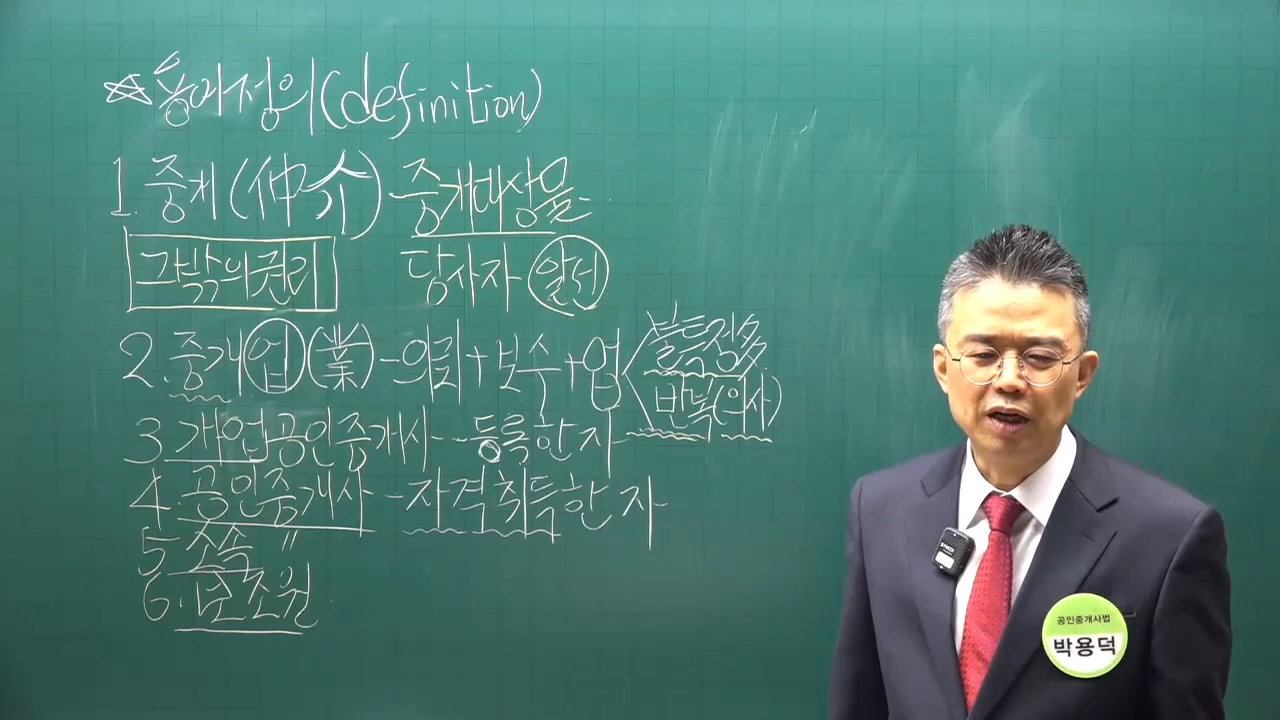 ☆용어정의(definition)
1. 중개(仲介)-중개대상물
그밖의권리 당사자 알선
2. 중개업(業)-의뢰+보수+업<불특정多
반복(의사)
3. 개업공인중개사--등록한 자
4. 공인중개사 -자격취득한 자
5. 소속 〃
6. 보조원
공인중개사법
박용덕